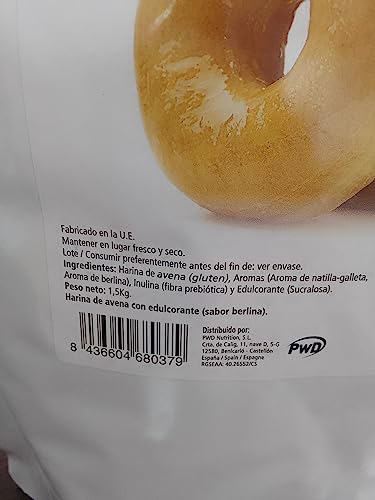 Fabricado en la U.E.
Mantener en lugar fresco y seco.
Lote / Consumir preferentemente antes del fin de: ver envase.
Ingredientes: Harina de avena (gluten), Aromas (Aroma de natilla-galleta,
Aroma de berlina), Inulina (fibra prebiótica) y Edulcorante (Sucralosa).
Peso neto: 1,5Kg.
Harina de avena con edulcorante (sabor berlina).
8 436604 680379
Distribuido por:
PWD Nutrition, S.L.
Crta. de Calig, 11, nave D, 5-G
12580, Benicarló - Castellón
España / Spain / Espagne
RGSEAA: 40.26552/CS
PWD